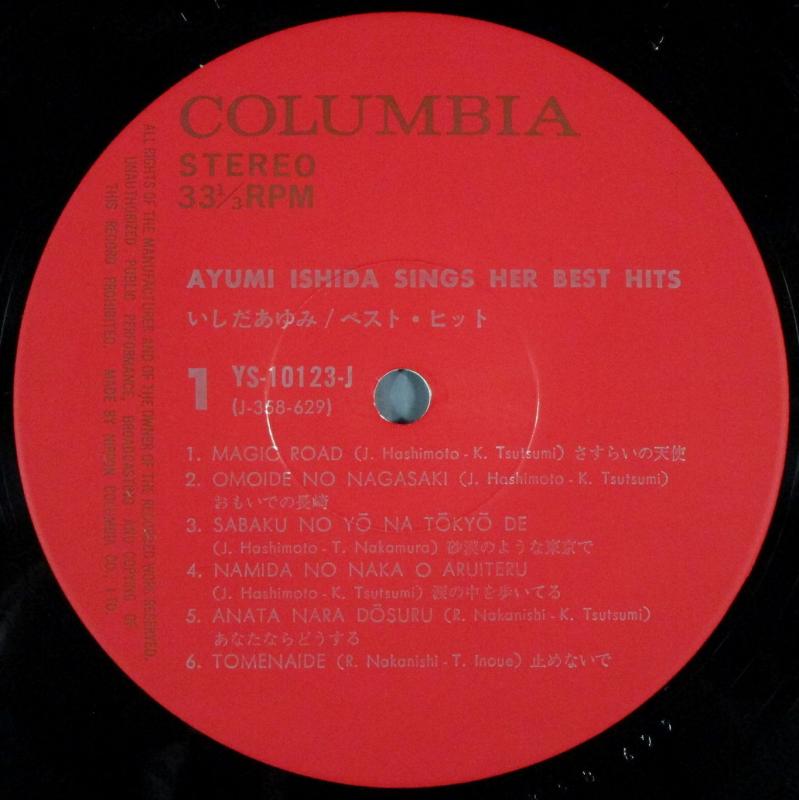 COLUMBIA
STEREO
33 1/3 RPM
AYUMI ISHIDA SINGS HER BEST HITS
いしだあゆみ / ベスト・ヒット
1 YS-10123-J
(J-358-629)
1. MAGIC ROAD (J. Hashimoto - K. Tsutsumi) さすらいの天使
2. OMOIDE NO NAGASAKI (J. Hashimoto - K. Tsutsumi)
おもいでの長崎
3. SABAKU NO YŌ NA TŌKYŌ DE
(J. Hashimoto - T. Nakamura) 砂漠のような東京で
4. NAMIDA NO NAKA O ARUITERU
(J. Hashimoto - K. Tsutsumi) 涙の中を歩いてる
5. ANATA NARA DŌSURU (R. Nakanishi - K. Tsutsumi)
あなたならどうする
6. TOMENAIDE (R. Nakanishi - T. Inoue) 止めないで
ALL RIGHTS OF THE MANUFACTURER AND OF THE OWNER OF THE RECORDED WORK RESERVED.
UNAUTHORIZED PUBLIC PERFORMANCE, BROADCASTING AND COPYING OF
THIS RECORD PROHIBITED. MADE BY NIPPON COLUMBIA CO., LTD.